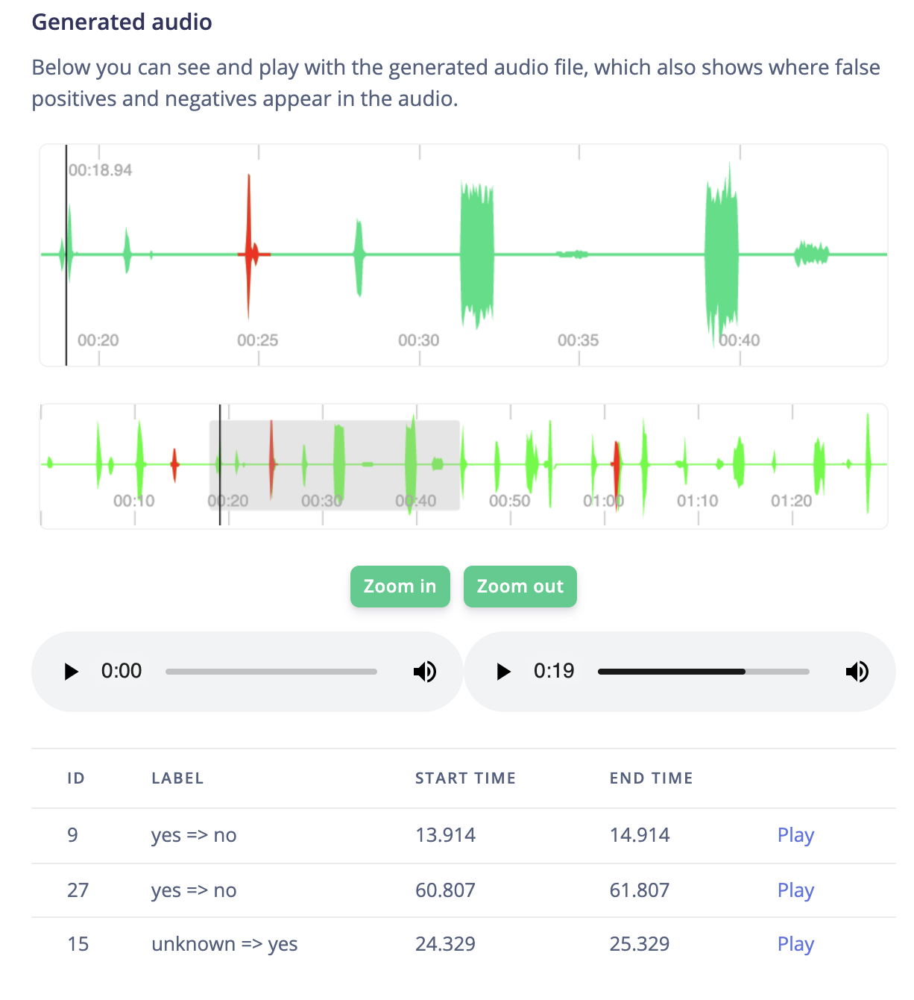 Generated audio
Below you can see and play with the generated audio file, which also shows where false
positives and negatives appear in the audio.
00:18.94
00:20 00:25 00:30 00:35 00:40
00:10 00:20 00:30 00:40 00:50 01:00 01:10 01:20
Zoom in Zoom out
0:00 0:19
ID LABEL START TIME END TIME
9 yes => no 13.914 14.914 Play
27 yes => no 60.807 61.807 Play
15 unknown => yes 24.329 25.329 Play